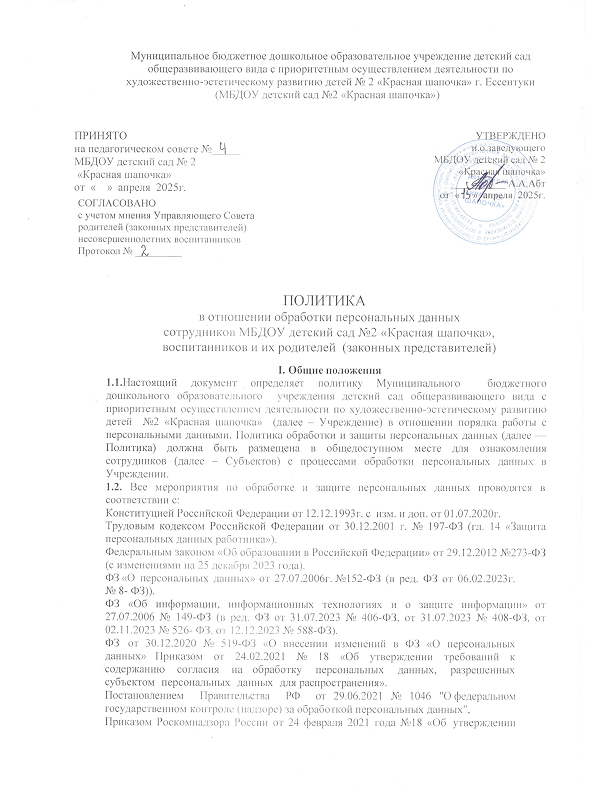 Муниципальное бюджетное дошкольное образовательное учреждение детский сад
общеразвивающего вида с приоритетным осуществлением деятельности по
художественно-эстетическому развитию детей № 2 «Красная шапочка» г. Ессентуки
(МБДОУ детский сад №2 «Красная шапочка»)
ПРИНЯТО
на педагогическом совете № 4
МБДОУ детский сад № 2
«Красная шапочка»
от « » апреля 2025г.
УТВЕРЖДЕНО
и.о.заведующего
МБДОУ детский сад № 2
«Красная шапочка»
А.А.Абт
от «15» апреля 2025г.
ШАПОЧКА»
СОГЛАСОВАНО
с учетом мнения Управляющего Совета
родителей (законных представителей)
несовершеннолетних воспитанников
Протокол № 2
ПОЛИТИКА
в отношении обработки персональных данных
сотрудников МБДОУ детский сад №2 «Красная шапочка»,
воспитанников и их родителей (законных представителей)
I. Общие положения
1.1.Настоящий документ определяет политику Муниципального бюджетного
дошкольного образовательного учреждения детский сад общеразвивающего вида с
приоритетным осуществлением деятельности по художественно-эстетическому развитию
детей №2 «Красная шапочка» (далее – Учреждение) в отношении порядка работы с
персональными данными. Политика обработки и защиты персональных данных (далее —
Политика) должна быть размещена в общедоступном месте для ознакомления
сотрудников (далее – Субъектов) с процессами обработки персональных данных в
Учреждении.
1.2. Все мероприятия по обработке и защите персональных данных проводятся в
соответствии с:
Конституцией Российской Федерации от 12.12.1993г. с изм. и доп. от 01.07.2020г.
Трудовым кодексом Российской Федерации от 30.12.2001 г. № 197-ФЗ (гл. 14 «Защита
персональных данных работника»).
Федеральным законом «Об образовании в Российской Федерации» от 29.12.2012 №273-ФЗ
(с изменениями на 25 декабря 2023 года).
ФЗ «О персональных данных» от 27.07.2006г. №152-ФЗ (в ред. ФЗ от 06.02.2023г.
№ 8- ФЗ)).
ФЗ «Об информации, информационных технологиях и о защите информации» от
27.07.2006 № 149-ФЗ (в ред. ФЗ от 31.07.2023 № 406-ФЗ, от 31.07.2023 № 408-ФЗ, от
02.11.2023 № 526- ФЗ, от 12.12.2023 № 588-ФЗ).
ФЗ от 30.12.2020 № 519-ФЗ «О внесении изменений в ФЗ «О персональных
данных» Приказом от 24.02.2021 № 18 «Об утверждении требований к
содержанию согласия на обработку персональных данных, разрешенных
субъектом персональных данных для распространения».
Постановлением Правительства РФ от 29.06.2021 № 1046 "О федеральном
государственном контроле (надзоре) за обработкой персональных данных".
Приказом Роскомнадзора России от 24 февраля 2021 года №18 «Об утверждении